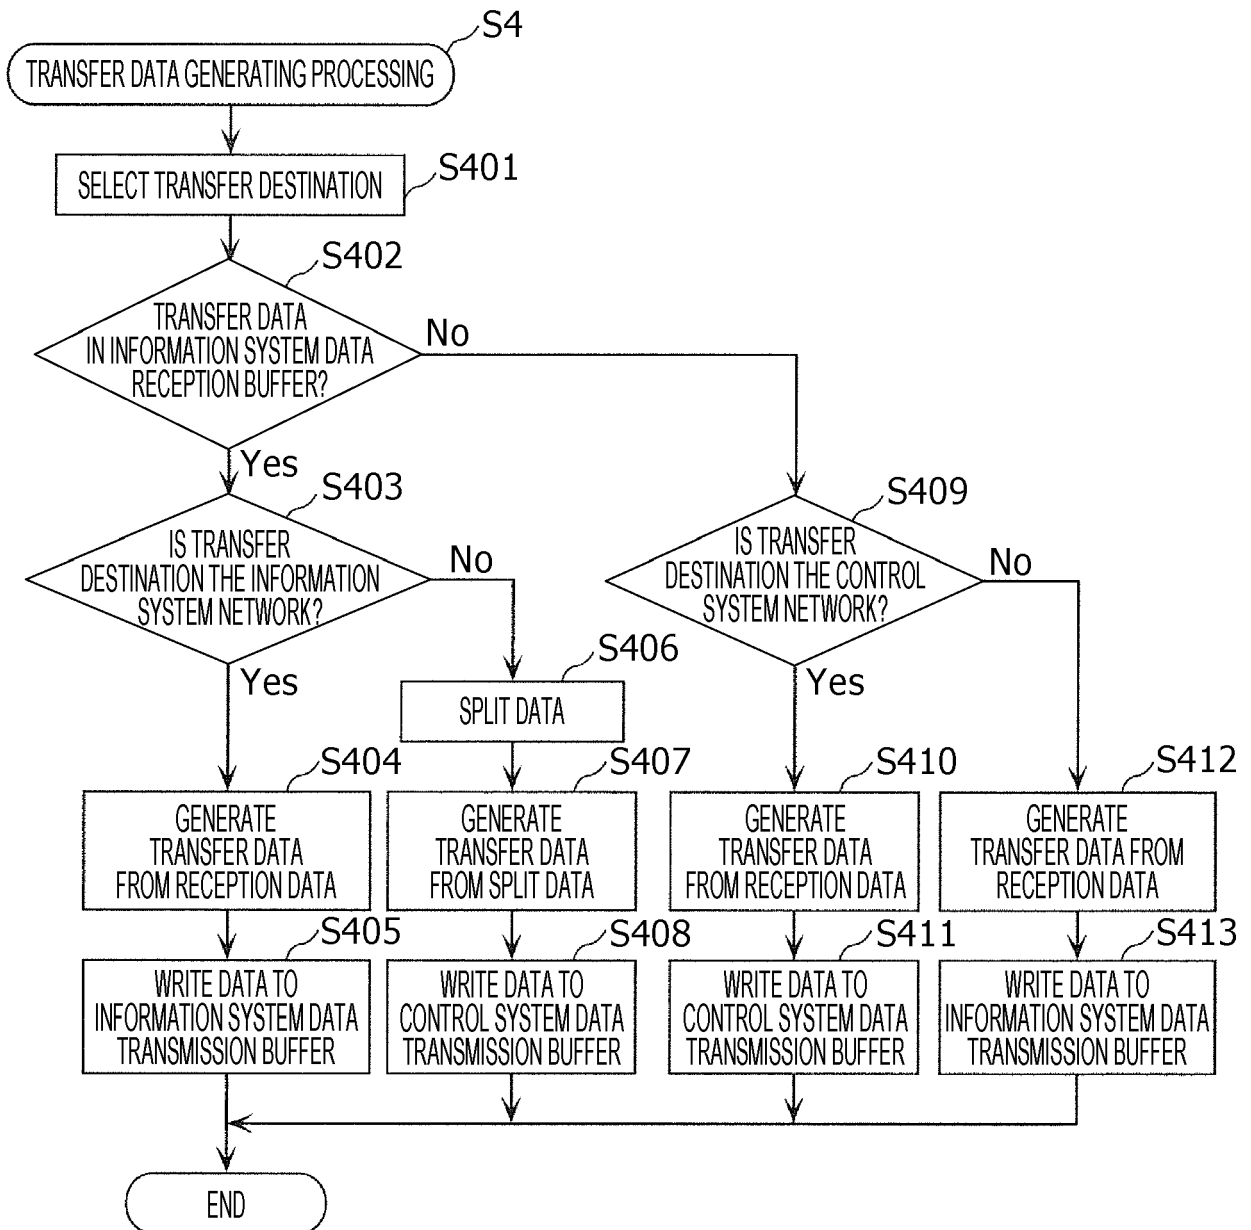 S4
TRANSFER DATA GENERATING PROCESSING
S401
SELECT TRANSFER DESTINATION
S402
TRANSFER DATA
IN INFORMATION SYSTEM DATA
RECEPTION BUFFER?
No
Yes
S403
IS TRANSFER
DESTINATION THE INFORMATION
SYSTEM NETWORK?
No
Yes
S409
IS TRANSFER
DESTINATION THE CONTROL
SYSTEM NETWORK?
No
Yes
S406
SPLIT DATA
S404
GENERATE
TRANSFER DATA
FROM RECEPTION DATA
S407
GENERATE
TRANSFER DATA
FROM SPLIT DATA
S410
GENERATE
TRANSFER DATA
FROM RECEPTION DATA
S412
GENERATE
TRANSFER DATA FROM
RECEPTION DATA
S405
WRITE DATA TO
INFORMATION SYSTEM DATA
TRANSMISSION BUFFER
S408
WRITE DATA TO
CONTROL SYSTEM DATA
TRANSMISSION BUFFER
S411
WRITE DATA TO
CONTROL SYSTEM DATA
TRANSMISSION BUFFER
S413
WRITE DATA TO
INFORMATION SYSTEM DATA
TRANSMISSION BUFFER
END